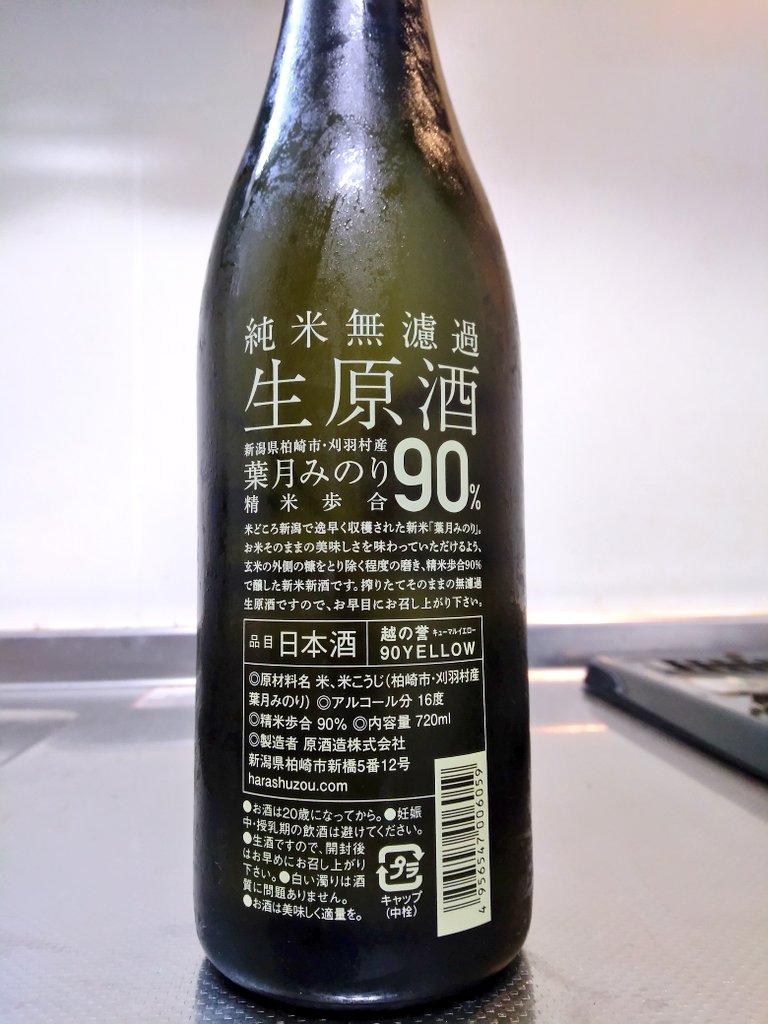 純米無濾過
生原酒
新潟県柏崎市・刈羽村産
葉月みのり
精米歩合
90%
米どころ新潟で逸早く収穫された新米「葉月みのり」。
お米そのままの美味しさを味わっていただけるよう、
玄米の外側の糠をとり除く程度の磨き、精米歩合90%
で醸した新米新酒です。搾りたてそのままの無濾過
生原酒ですので、お早目にお召し上がり下さい。
品目 日本酒
越の誉 キューマルイエロー
90YELLOW
◎原材料名 米、米こうじ(柏崎市・刈羽村産
葉月みのり) ◎アルコール分 16度
◎精米歩合 90% ◎内容量 720ml
◎製造者 原酒造株式会社
新潟県柏崎市新橋5番12号
harashuzou.com
●お酒は20歳になってから。●妊娠
中・授乳期の飲酒は避けてください。
●生酒ですので、開封後
はお早めにお召し上がり
下さい。●白い濁りは酒
質に問題ありません。
●お酒は美味しく適量を。
プラ
キャップ
(中栓)
4 956547 006059